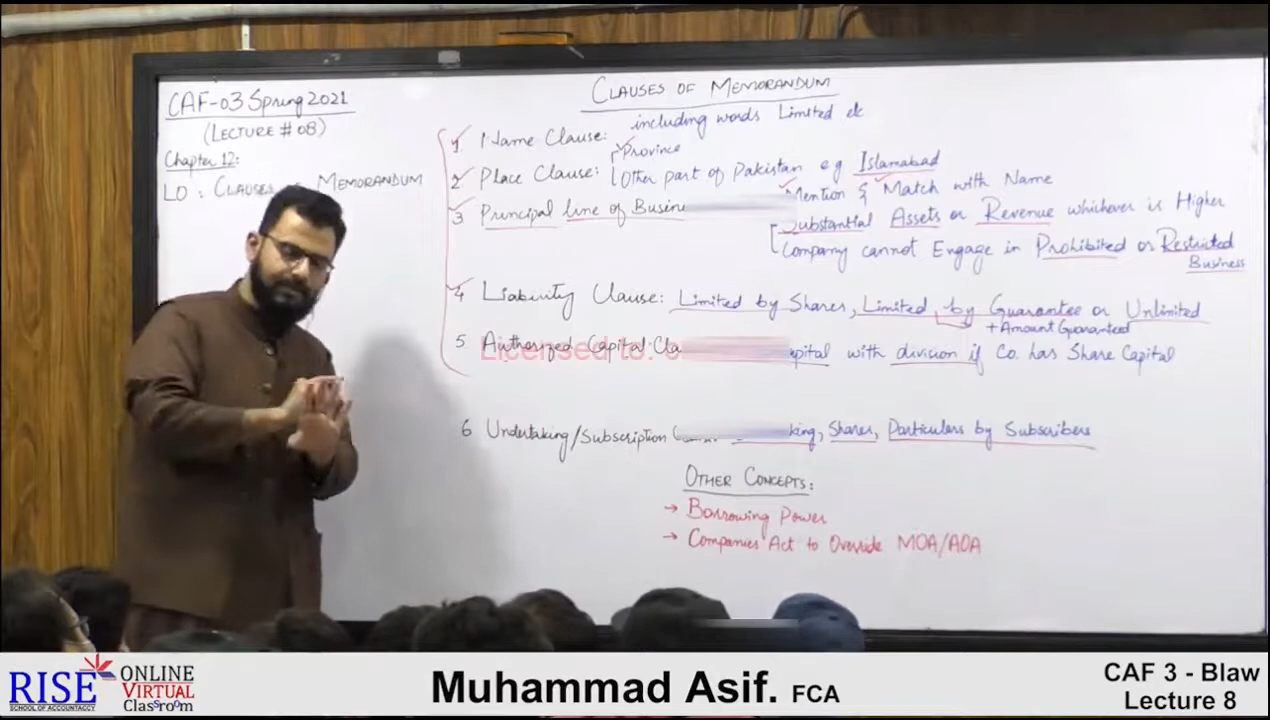 CAF-03 Spring 2021
(LECTURE #08)
Chapter 12:
LO: CLAUSES MEMORANDUM
CLAUSES OF MEMORANDUM
1 Name Clause: including words Limited etc
2 Place Clause: Province
Other part of Pakistan eg Islamabad
3 Principal line of Busine Mention & Match with Name
Substantial Assets or Revenue whichever is Higher
Company cannot Engage in Prohibited or Restricted
Business
4 Liability Clause: Limited by Shares, Limited by Guarantee or Unlimited
+ Amount Guaranteed
5 Authorized Capital Cla pital with division if Co. has Share Capital
Licensed to:
6 Undertaking/Subscription king, Shares, Particulars by Subscribers
OTHER CONCEPTS:
→ Borrowing Power
→ Companies Act to Override MOA/AOA
RISE
SCHOOL OF ACCOUNTANCY
ONLINE
VIRTUAL
Classroom
Muhammad Asif. FCA
CAF 3 - Blaw
Lecture 8